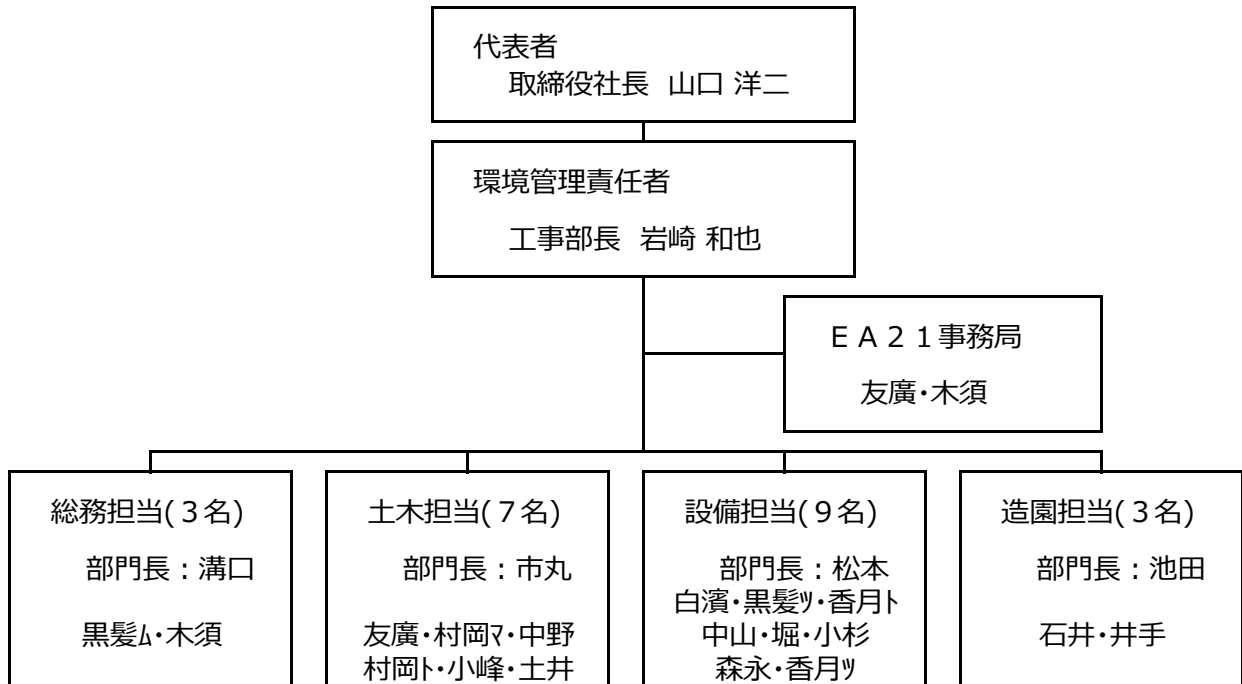 代表者
取締役社長 山口 洋二
環境管理責任者
工事部長 岩崎 和也
ＥＡ２１事務局
友廣・木須
総務担当(３名)
部門長：溝口
黒髪ﾑ・木須
土木担当(７名)
部門長：市丸
友廣・村岡ﾏ・中野
村岡ﾄ・小峰・土井
設備担当(９名)
部門長：松本
白濱・黒髪ﾂ・香月ﾄ
中山・堀・小杉
森永・香月ﾂ
造園担当(３名)
部門長：池田
石井・井手